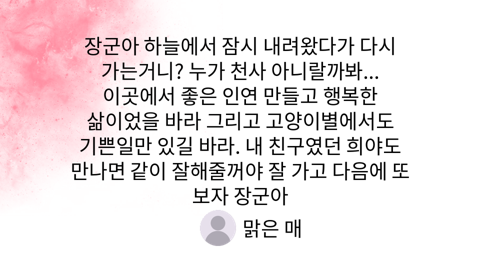 장군아 하늘에서 잠시 내려왔다가 다시
가는거니? 누가 천사 아니랄까봐...
이곳에서 좋은 인연 만들고 행복한
삶이었을 바라 그리고 고양이별에서도
기쁜일만 있길 바라. 내 친구였던 희야도
만나면 같이 잘해줄꺼야 잘 가고 다음에 또
보자 장군아
맑은 매